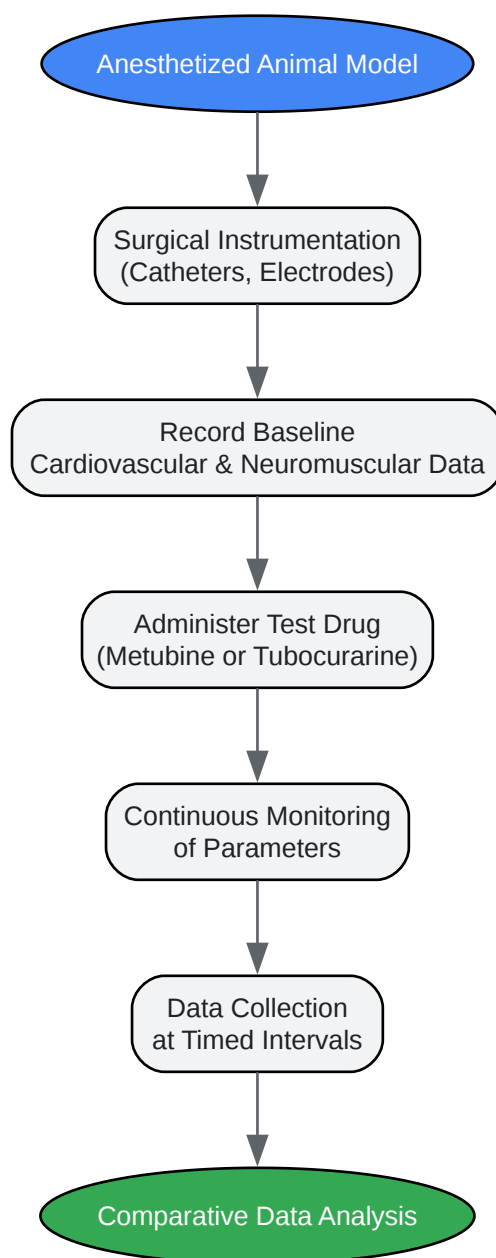 Anesthetized Animal Model
Surgical Instrumentation
(Catheters, Electrodes)
Record Baseline
Cardiovascular & Neuromuscular Data
Administer Test Drug
(Metubine or Tubocurarine)
Continuous Monitoring
of Parameters
Data Collection
at Timed Intervals
Comparative Data Analysis